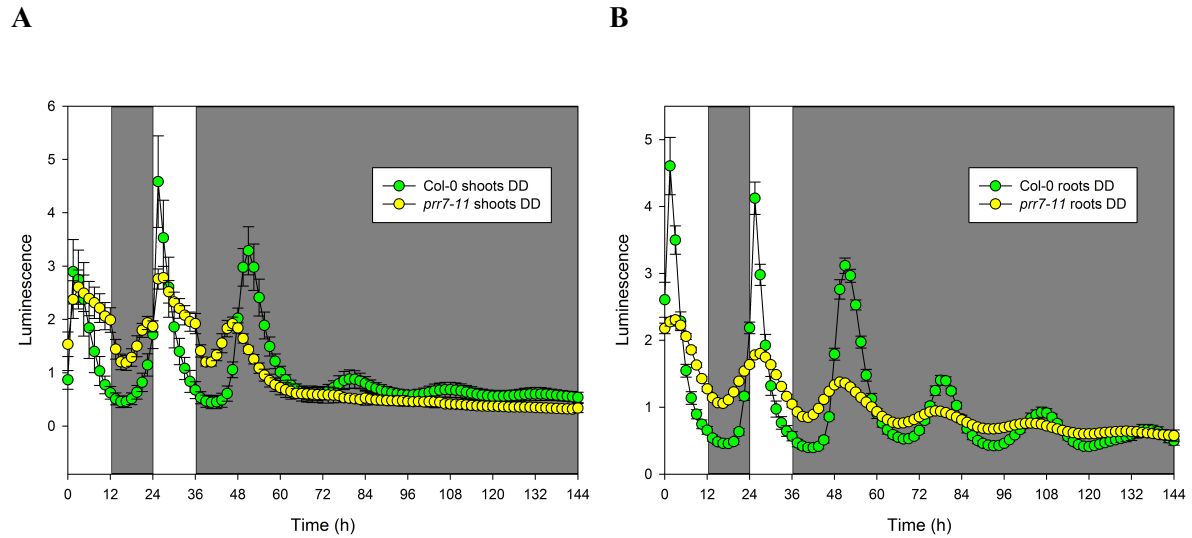 A
B
6
5
4
3
2
1
0
Luminescence
Col-0 shoots DD
prr7-11 shoots DD
0 12 24 36 48 60 72 84 96 108 120 132 144
Time (h)
5
4
3
2
1
0
Luminescence
Col-0 roots DD
prr7-11 roots DD
0 12 24 36 48 60 72 84 96 108 120 132 144
Time (h)